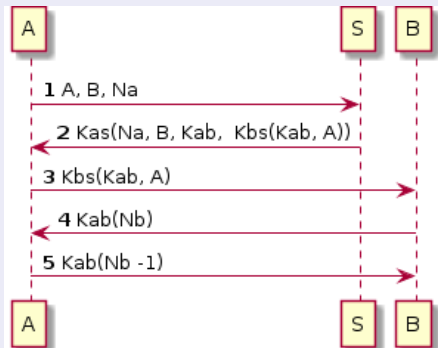 A S B
1 A, B, Na
2 Kas(Na, B, Kab,  Kbs(Kab, A))
3 Kbs(Kab, A)
4 Kab(Nb)
5 Kab(Nb -1)
A S B